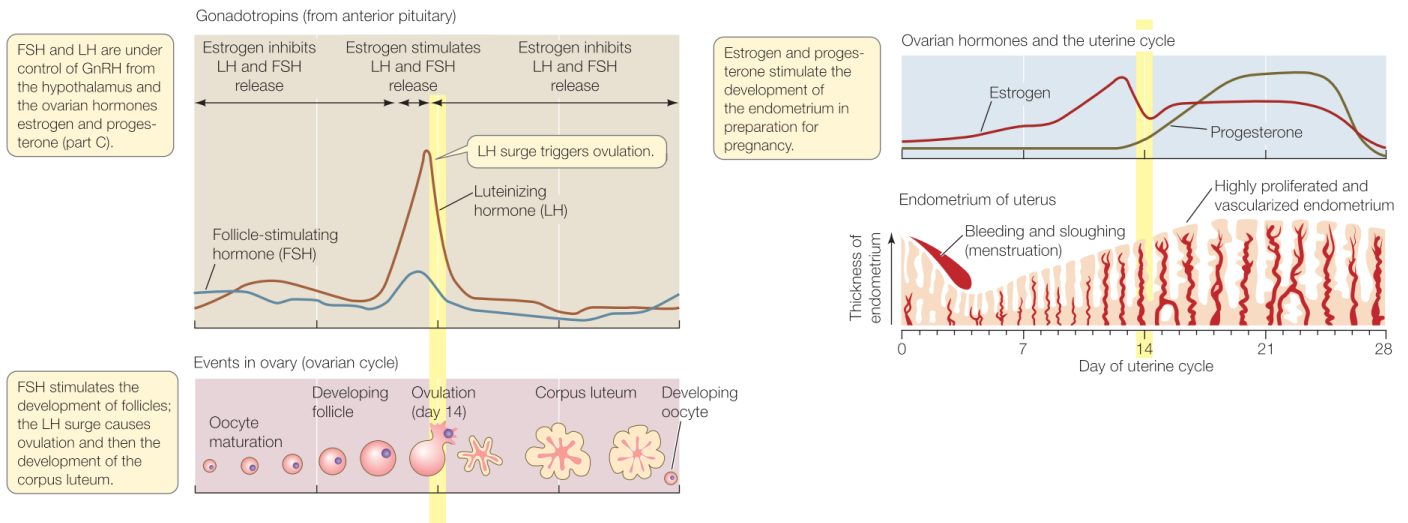 Gonadotropins (from anterior pituitary)
FSH and LH are under
control of GnRH from
the hypothalamus and
the ovarian hormones
estrogen and proges-
terone (part C).
Estrogen inhibits
LH and FSH
release
Estrogen stimulates
LH and FSH
release
Estrogen inhibits
LH and FSH
release
LH surge triggers ovulation.
Luteinizing
hormone (LH)
Follicle-stimulating
hormone (FSH)
Events in ovary (ovarian cycle)
FSH stimulates the
development of follicles;
the LH surge causes
ovulation and then the
development of the
corpus luteum.
Oocyte
maturation
Developing
follicle
Ovulation
(day 14)
Corpus luteum
Developing
oocyte
Estrogen and proges-
terone stimulate the
development of
the endometrium in
preparation for
pregnancy.
Ovarian hormones and the uterine cycle
Estrogen
Progesterone
Endometrium of uterus
Highly proliferated and
vascularized endometrium
Bleeding and sloughing
(menstruation)
Thickness of
endometrium
0 7 14 21 28
Day of uterine cycle